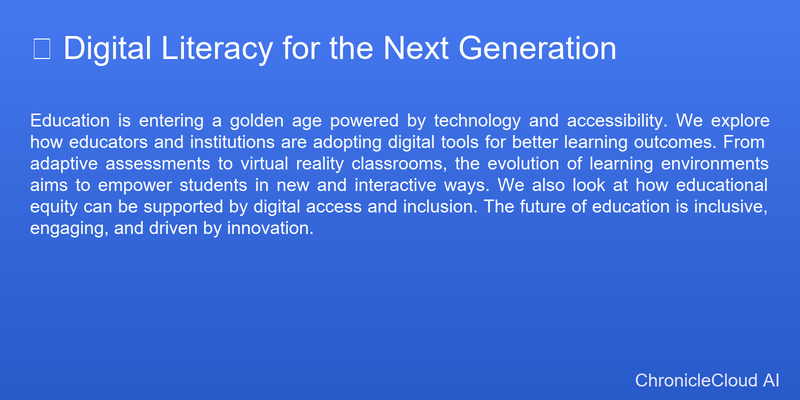 Digital Literacy for the Next Generation
Education is entering a golden age powered by technology and accessibility. We explore
how educators and institutions are adopting digital tools for better learning outcomes. From
adaptive assessments to virtual reality classrooms, the evolution of learning environments
aims to empower students in new and interactive ways. We also look at how educational
equity can be supported by digital access and inclusion. The future of education is inclusive,
engaging, and driven by innovation.
ChronicleCloud AI